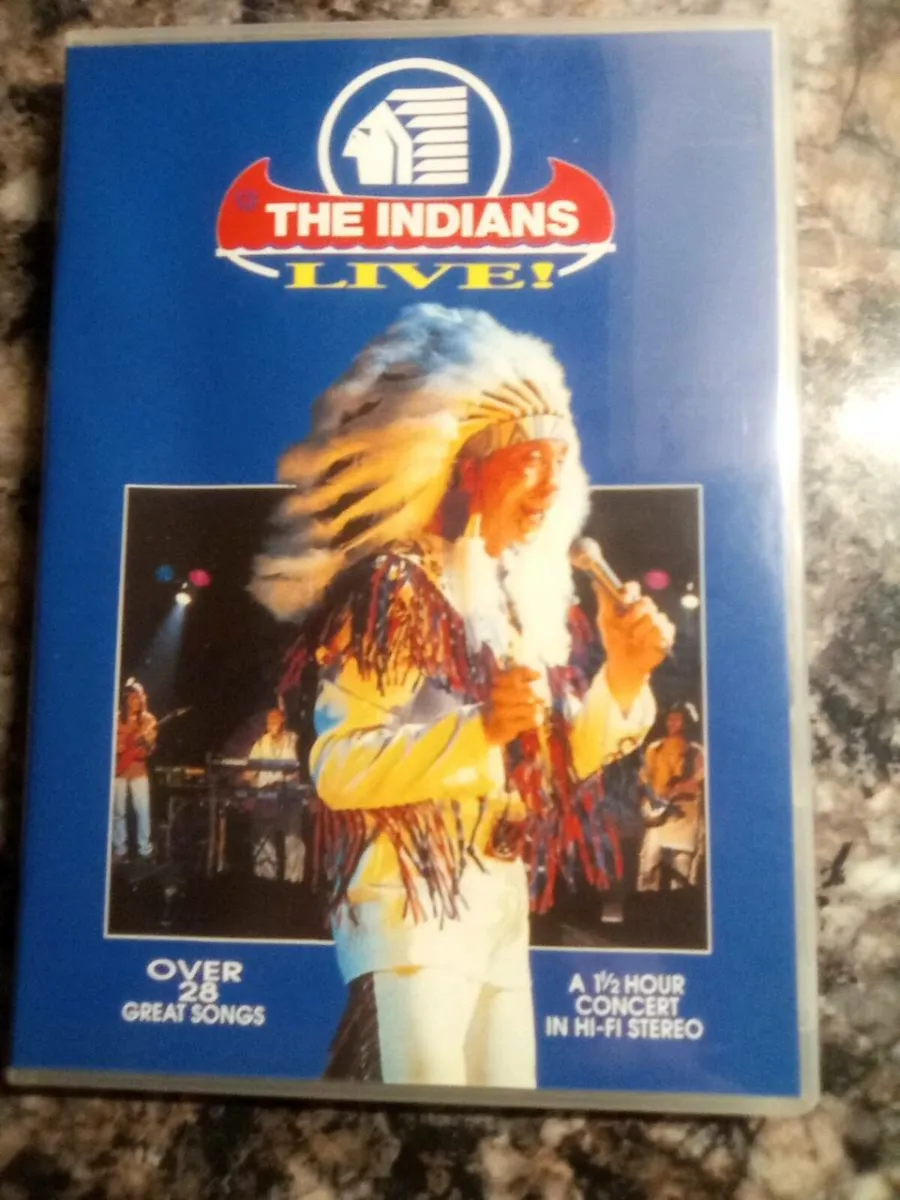 THE INDIANS
LIVE!
OVER
28
GREAT SONGS
A 1½ HOUR
CONCERT
IN HI-FI STEREO